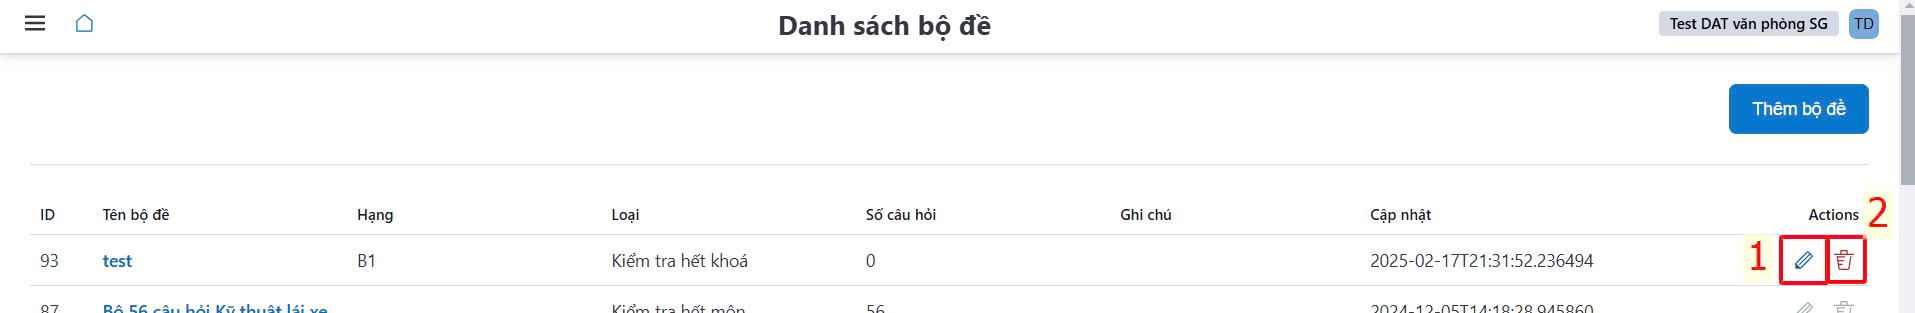 Danh sách bộ đề
Test DAT văn phòng SG
TD
Thêm bộ đề
ID Tên bộ đề Hạng Loại Số câu hỏi Ghi chú Cập nhật Actions 2
93 test B1 Kiểm tra hết khoá 0 2025-02-17T21:31:52.236494 1
87 Bộ 56 câu hỏi Kỹ thuật lái xe Kiểm tra hết môn 56 2024-12-05T14:18:28.945860